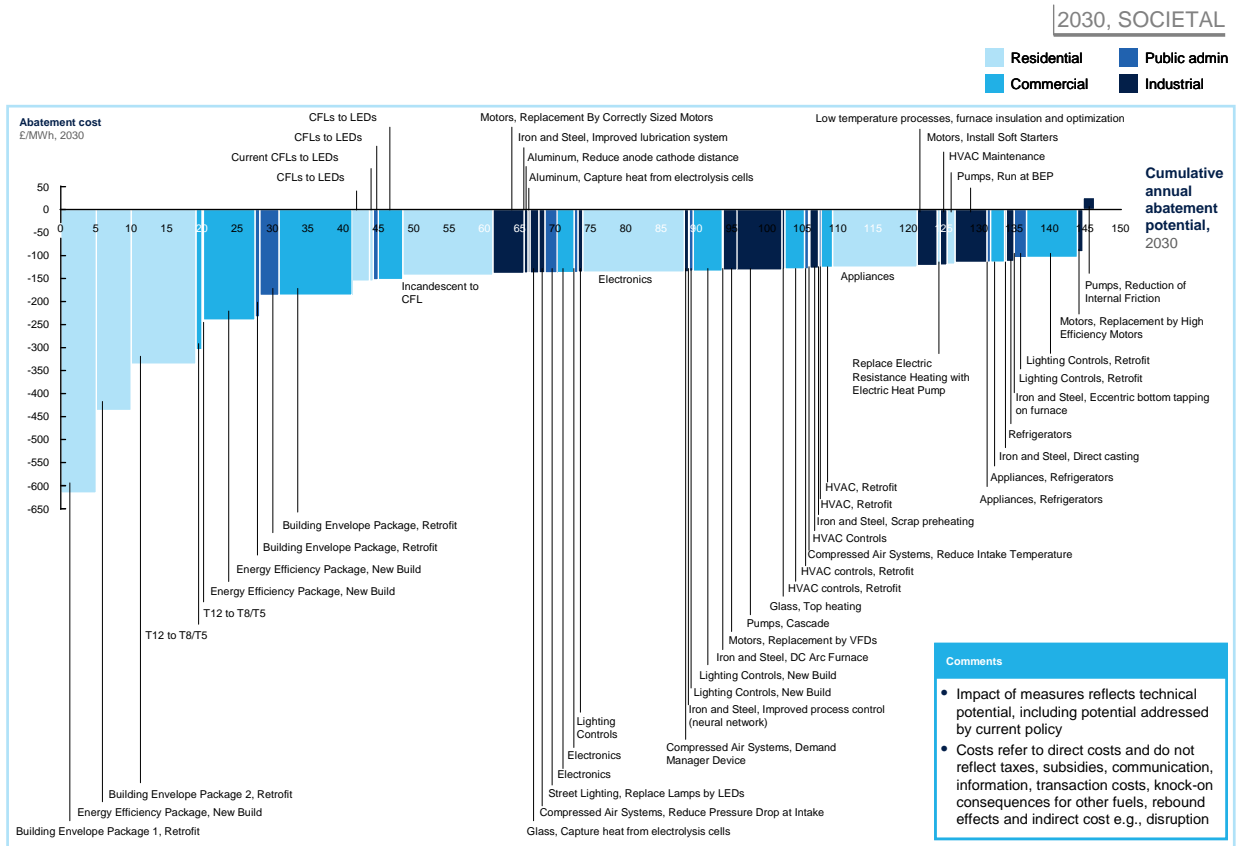 2030, SOCIETAL
Residential
Public admin
Commercial
Industrial
Abatement cost
£/MWh, 2030
CFLs to LEDs
CFLs to LEDs
Current CFLs to LEDs
CFLs to LEDs
Motors, Replacement By Correctly Sized Motors
Iron and Steel, Improved lubrication system
Aluminum, Reduce anode cathode distance
Aluminum, Capture heat from electrolysis cells
Low temperature processes, furnace insulation and optimization
Motors, Install Soft Starters
HVAC Maintenance
Pumps, Run at BEP
Cumulative
annual
abatement
potential,
2030
50
0
-50
-100
-150
-200
-250
-300
-350
-400
-450
-500
-550
-600
-650
0 5 10 15 20 25 30 35 40 45 50 55 60 65 70 75 80 85 90 95 100 105 110 115 120 125 130 135 140 145 150
Incandescent to
CFL
Electronics
Appliances
Replace Electric
Resistance Heating with
Electric Heat Pump
Pumps, Reduction of
Internal Friction
Motors, Replacement by High
Efficiency Motors
Lighting Controls, Retrofit
Lighting Controls, Retrofit
Iron and Steel, Eccentric bottom tapping
on furnace
Refrigerators
Iron and Steel, Direct casting
Appliances, Refrigerators
Appliances, Refrigerators
HVAC, Retrofit
HVAC, Retrofit
Iron and Steel, Scrap preheating
HVAC Controls
Compressed Air Systems, Reduce Intake Temperature
HVAC controls, Retrofit
HVAC controls, Retrofit
Glass, Top heating
Pumps, Cascade
Motors, Replacement by VFDs
Iron and Steel, DC Arc Furnace
Lighting Controls, New Build
Lighting Controls, New Build
Iron and Steel, Improved process control
(neural network)
Compressed Air Systems, Demand
Manager Device
Lighting
Controls
Electronics
Electronics
Street Lighting, Replace Lamps by LEDs
Compressed Air Systems, Reduce Pressure Drop at Intake
Glass, Capture heat from electrolysis cells
Building Envelope Package, Retrofit
Building Envelope Package, Retrofit
Energy Efficiency Package, New Build
Energy Efficiency Package, New Build
T12 to T8/T5
T12 to T8/T5
Building Envelope Package 2, Retrofit
Energy Efficiency Package, New Build
Building Envelope Package 1, Retrofit
Comments
• Impact of measures reflects technical
potential, including potential addressed
by current policy
• Costs refer to direct costs and do not
reflect taxes, subsidies, communication,
information, transaction costs, knock-on
consequences for other fuels, rebound
effects and indirect cost e.g., disruption